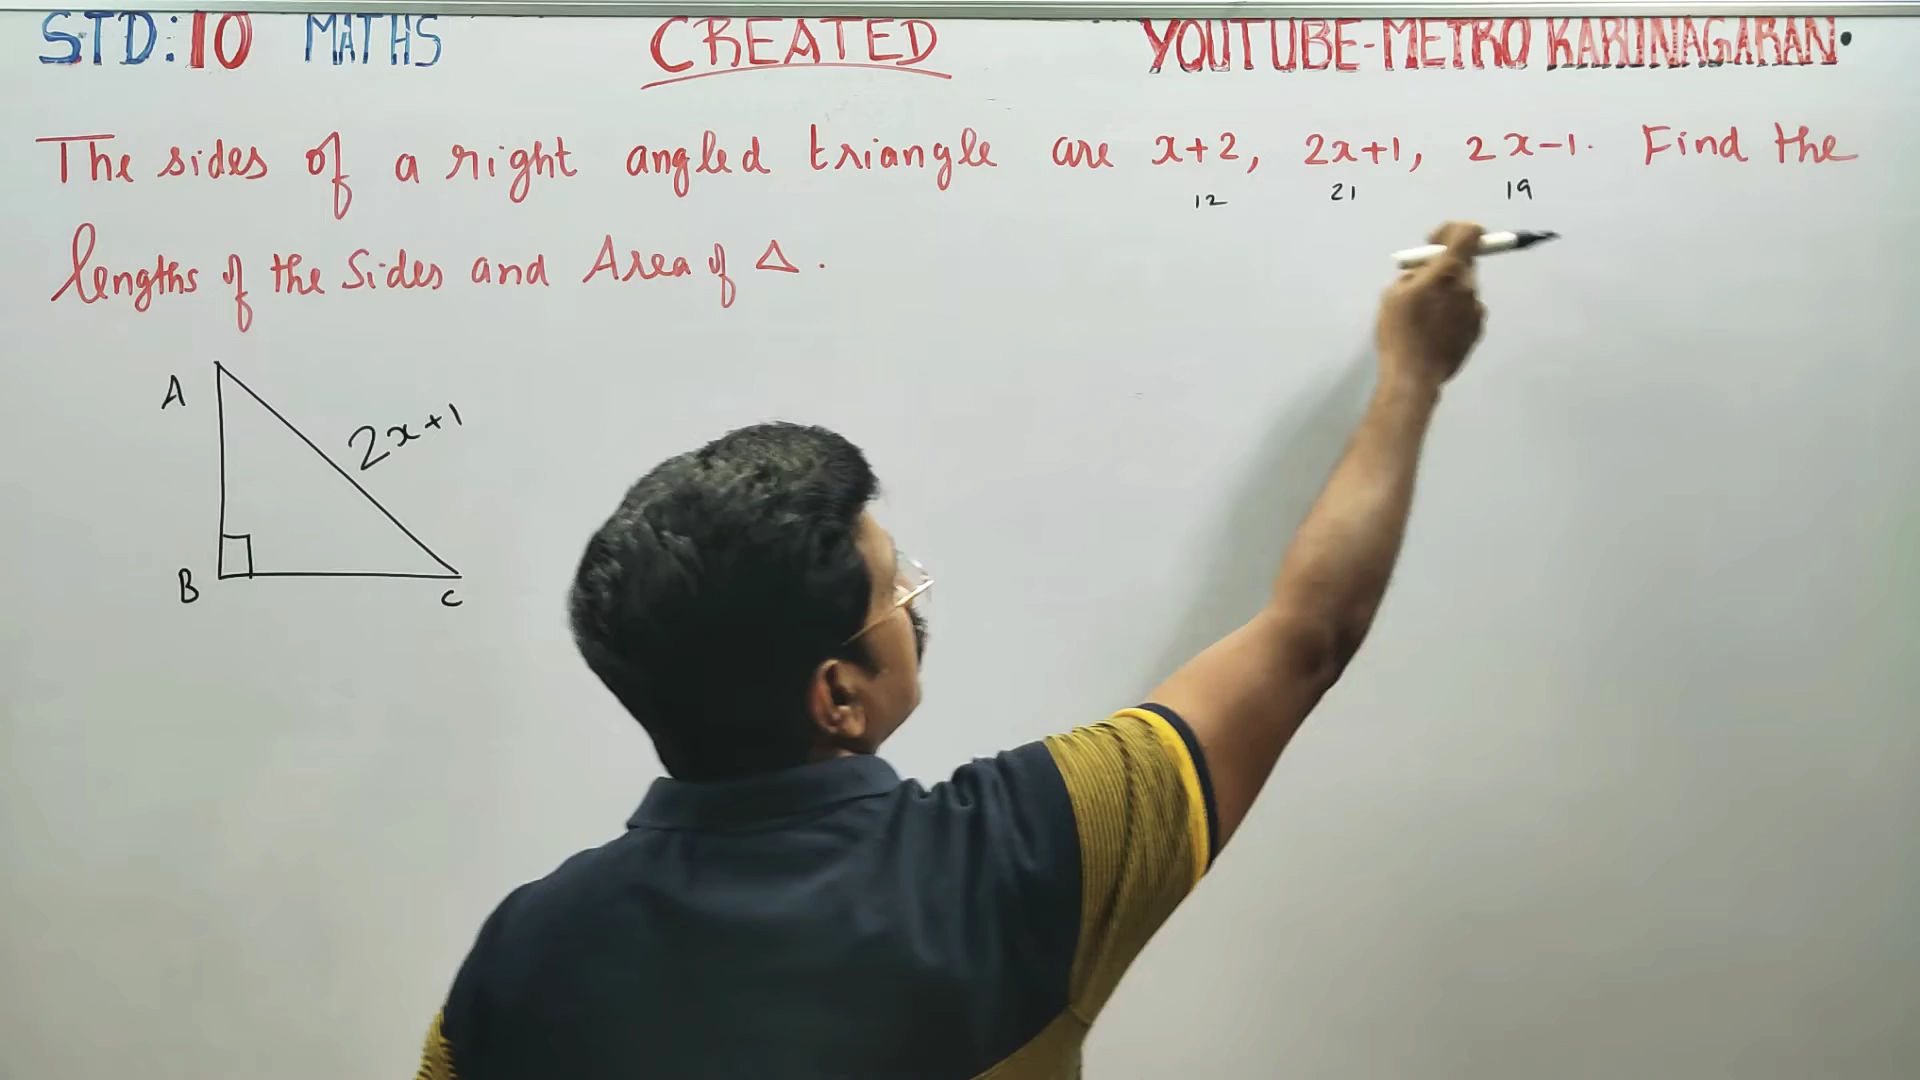 STD:10 MATHS CREATED YOUTUBE-METRO KARUNAGARAN.
The sides of a right angled triangle are x+2, 2x+1, 2x-1. Find the
12 21 19
lengths of the Sides and Area of Δ.
A
2x+1
B
C